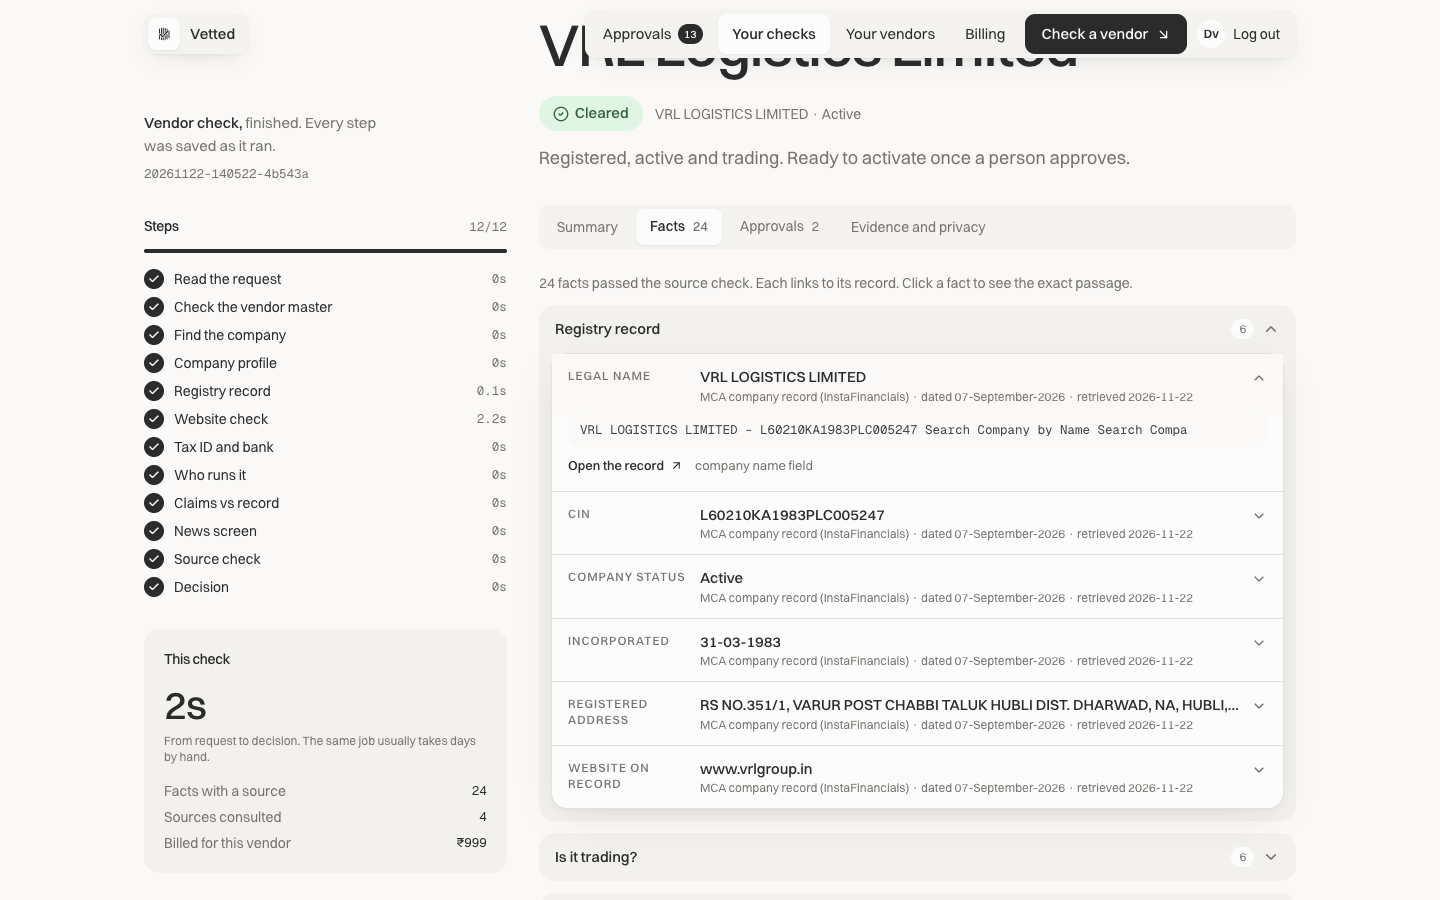 Vetted
Approvals 13 Your checks Your vendors Billing Check a vendor Dv Log out
VRL Logistics Limited
Vendor check, finished. Every step
was saved as it ran.
20261122-140522-4b543a
Steps 12/12
Read the request 0s
Check the vendor master 0s
Find the company 0s
Company profile 0s
Registry record 0.1s
Website check 2.2s
Tax ID and bank 0s
Who runs it 0s
Claims vs record 0s
News screen 0s
Source check 0s
Decision 0s
This check
2s
From request to decision. The same job usually takes days
by hand.
Facts with a source 24
Sources consulted 4
Billed for this vendor ₹999
Cleared VRL LOGISTICS LIMITED · Active
Registered, active and trading. Ready to activate once a person approves.
Summary Facts 24 Approvals 2 Evidence and privacy
24 facts passed the source check. Each links to its record. Click a fact to see the exact passage.
Registry record 6
LEGAL NAME VRL LOGISTICS LIMITED
MCA company record (InstaFinancials) · dated 07-September-2026 · retrieved 2026-11-22
VRL LOGISTICS LIMITED - L60210KA1983PLC005247 Search Company by Name Search Compa
Open the record company name field
CIN L60210KA1983PLC005247
MCA company record (InstaFinancials) · dated 07-September-2026 · retrieved 2026-11-22
COMPANY STATUS Active
MCA company record (InstaFinancials) · dated 07-September-2026 · retrieved 2026-11-22
INCORPORATED 31-03-1983
MCA company record (InstaFinancials) · dated 07-September-2026 · retrieved 2026-11-22
REGISTERED ADDRESS RS NO.351/1, VARUR POST CHABBI TALUK HUBLI DIST. DHARWAD, NA, HUBLI,...
MCA company record (InstaFinancials) · dated 07-September-2026 · retrieved 2026-11-22
WEBSITE ON RECORD www.vrlgroup.in
MCA company record (InstaFinancials) · dated 07-September-2026 · retrieved 2026-11-22
Is it trading? 6